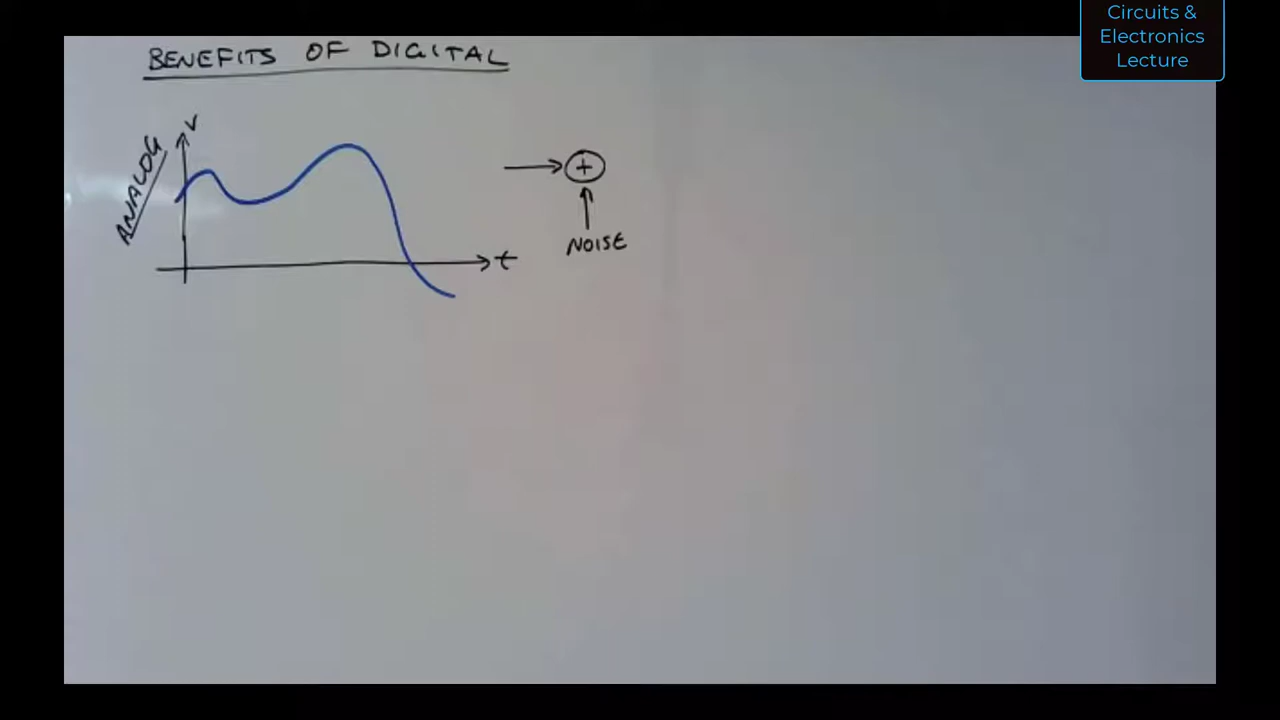 Circuits &
Electronics
Lecture
BENEFITS OF DIGITAL
ANALOG
V
t
+
NOISE